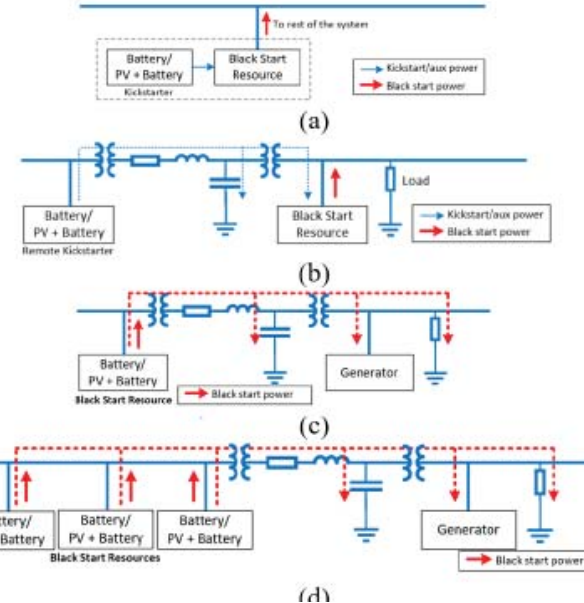 To rest of the system
Battery/
PV + Battery
Black Start
Resource
Kickstarter
Kickstart/aux power
Black start power
(a)
Load
Battery/
PV + Battery
Remote Kickstarter
Black Start
Resource
Kickstart/aux power
Black start power
(b)
Battery/
PV + Battery
Black Start Resource
Black start power
Generator
(c)
ttery/
Battery
Battery/
PV + Battery
Battery/
PV + Battery
Black Start Resources
Generator
Black start power
(d)